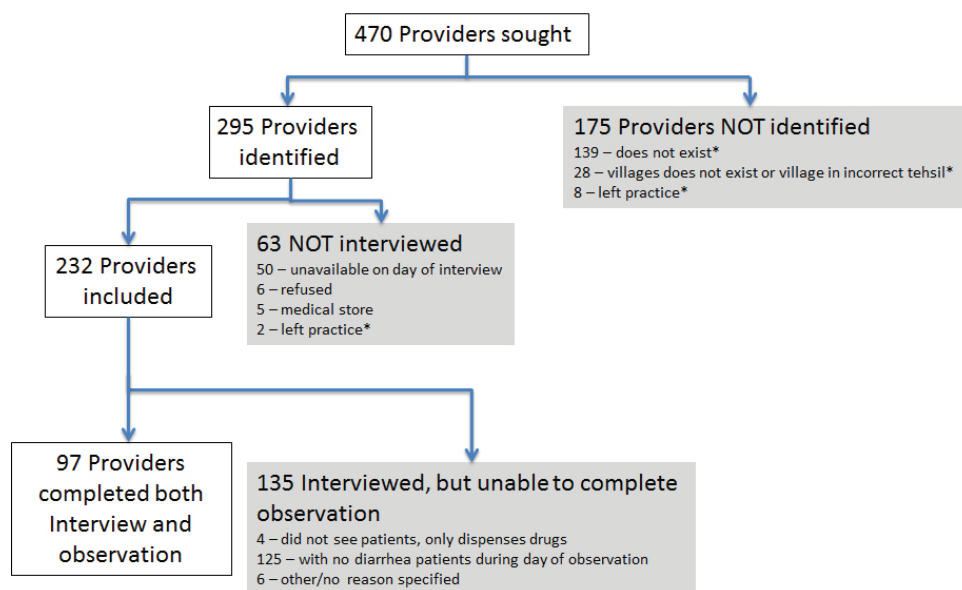 470 Providers sought
295 Providers
identified
175 Providers NOT identified
139 – does not exist*
28 – villages does not exist or village in incorrect tehsil*
8 – left practice*
232 Providers
included
63 NOT interviewed
50 – unavailable on day of interview
6 – refused
5 – medical store
2 – left practice*
97 Providers
completed both
Interview and
observation
135 Interviewed, but unable to complete
observation
4 – did not see patients, only dispenses drugs
125 – with no diarrhea patients during day of observation
6 – other/no reason specified